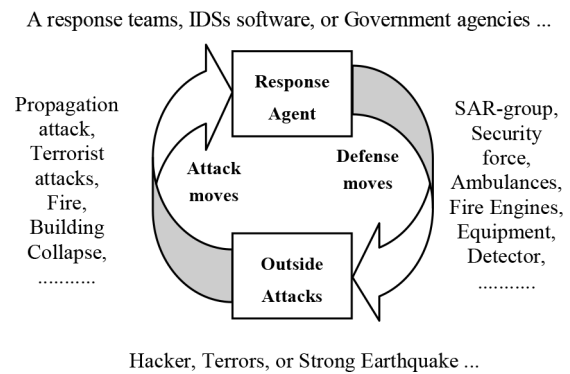 A response teams, IDSs software, or Government agencies ...
Response
Agent
Propagation
attack,
Terrorist
attacks,
Fire,
Building
Collapse,
...........
Attack
moves
Defense
moves
SAR-group,
Security
force,
Ambulances,
Fire Engines,
Equipment,
Detector,
...........
Outside
Attacks
Hacker, Terrors, or Strong Earthquake ...